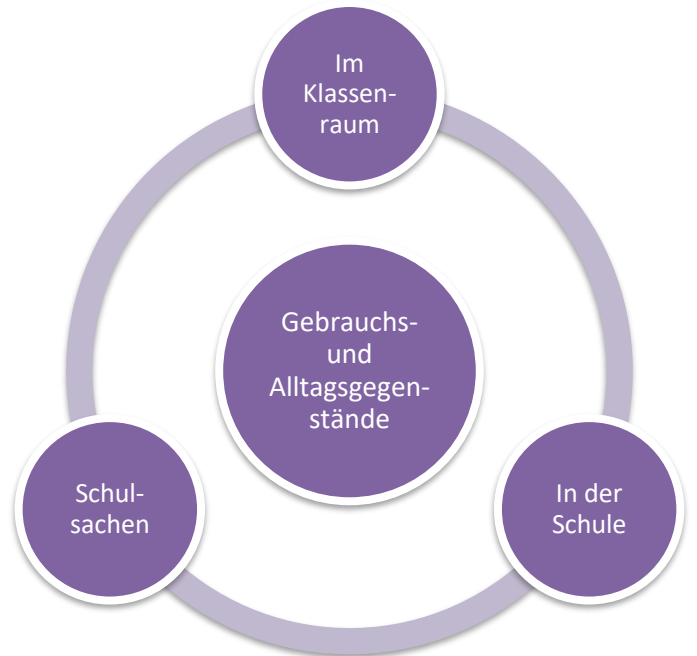 Im
Klassen-
raum
Gebrauchs-
und
Alltagsgegen-
stände
Schul-
sachen
In der
Schule